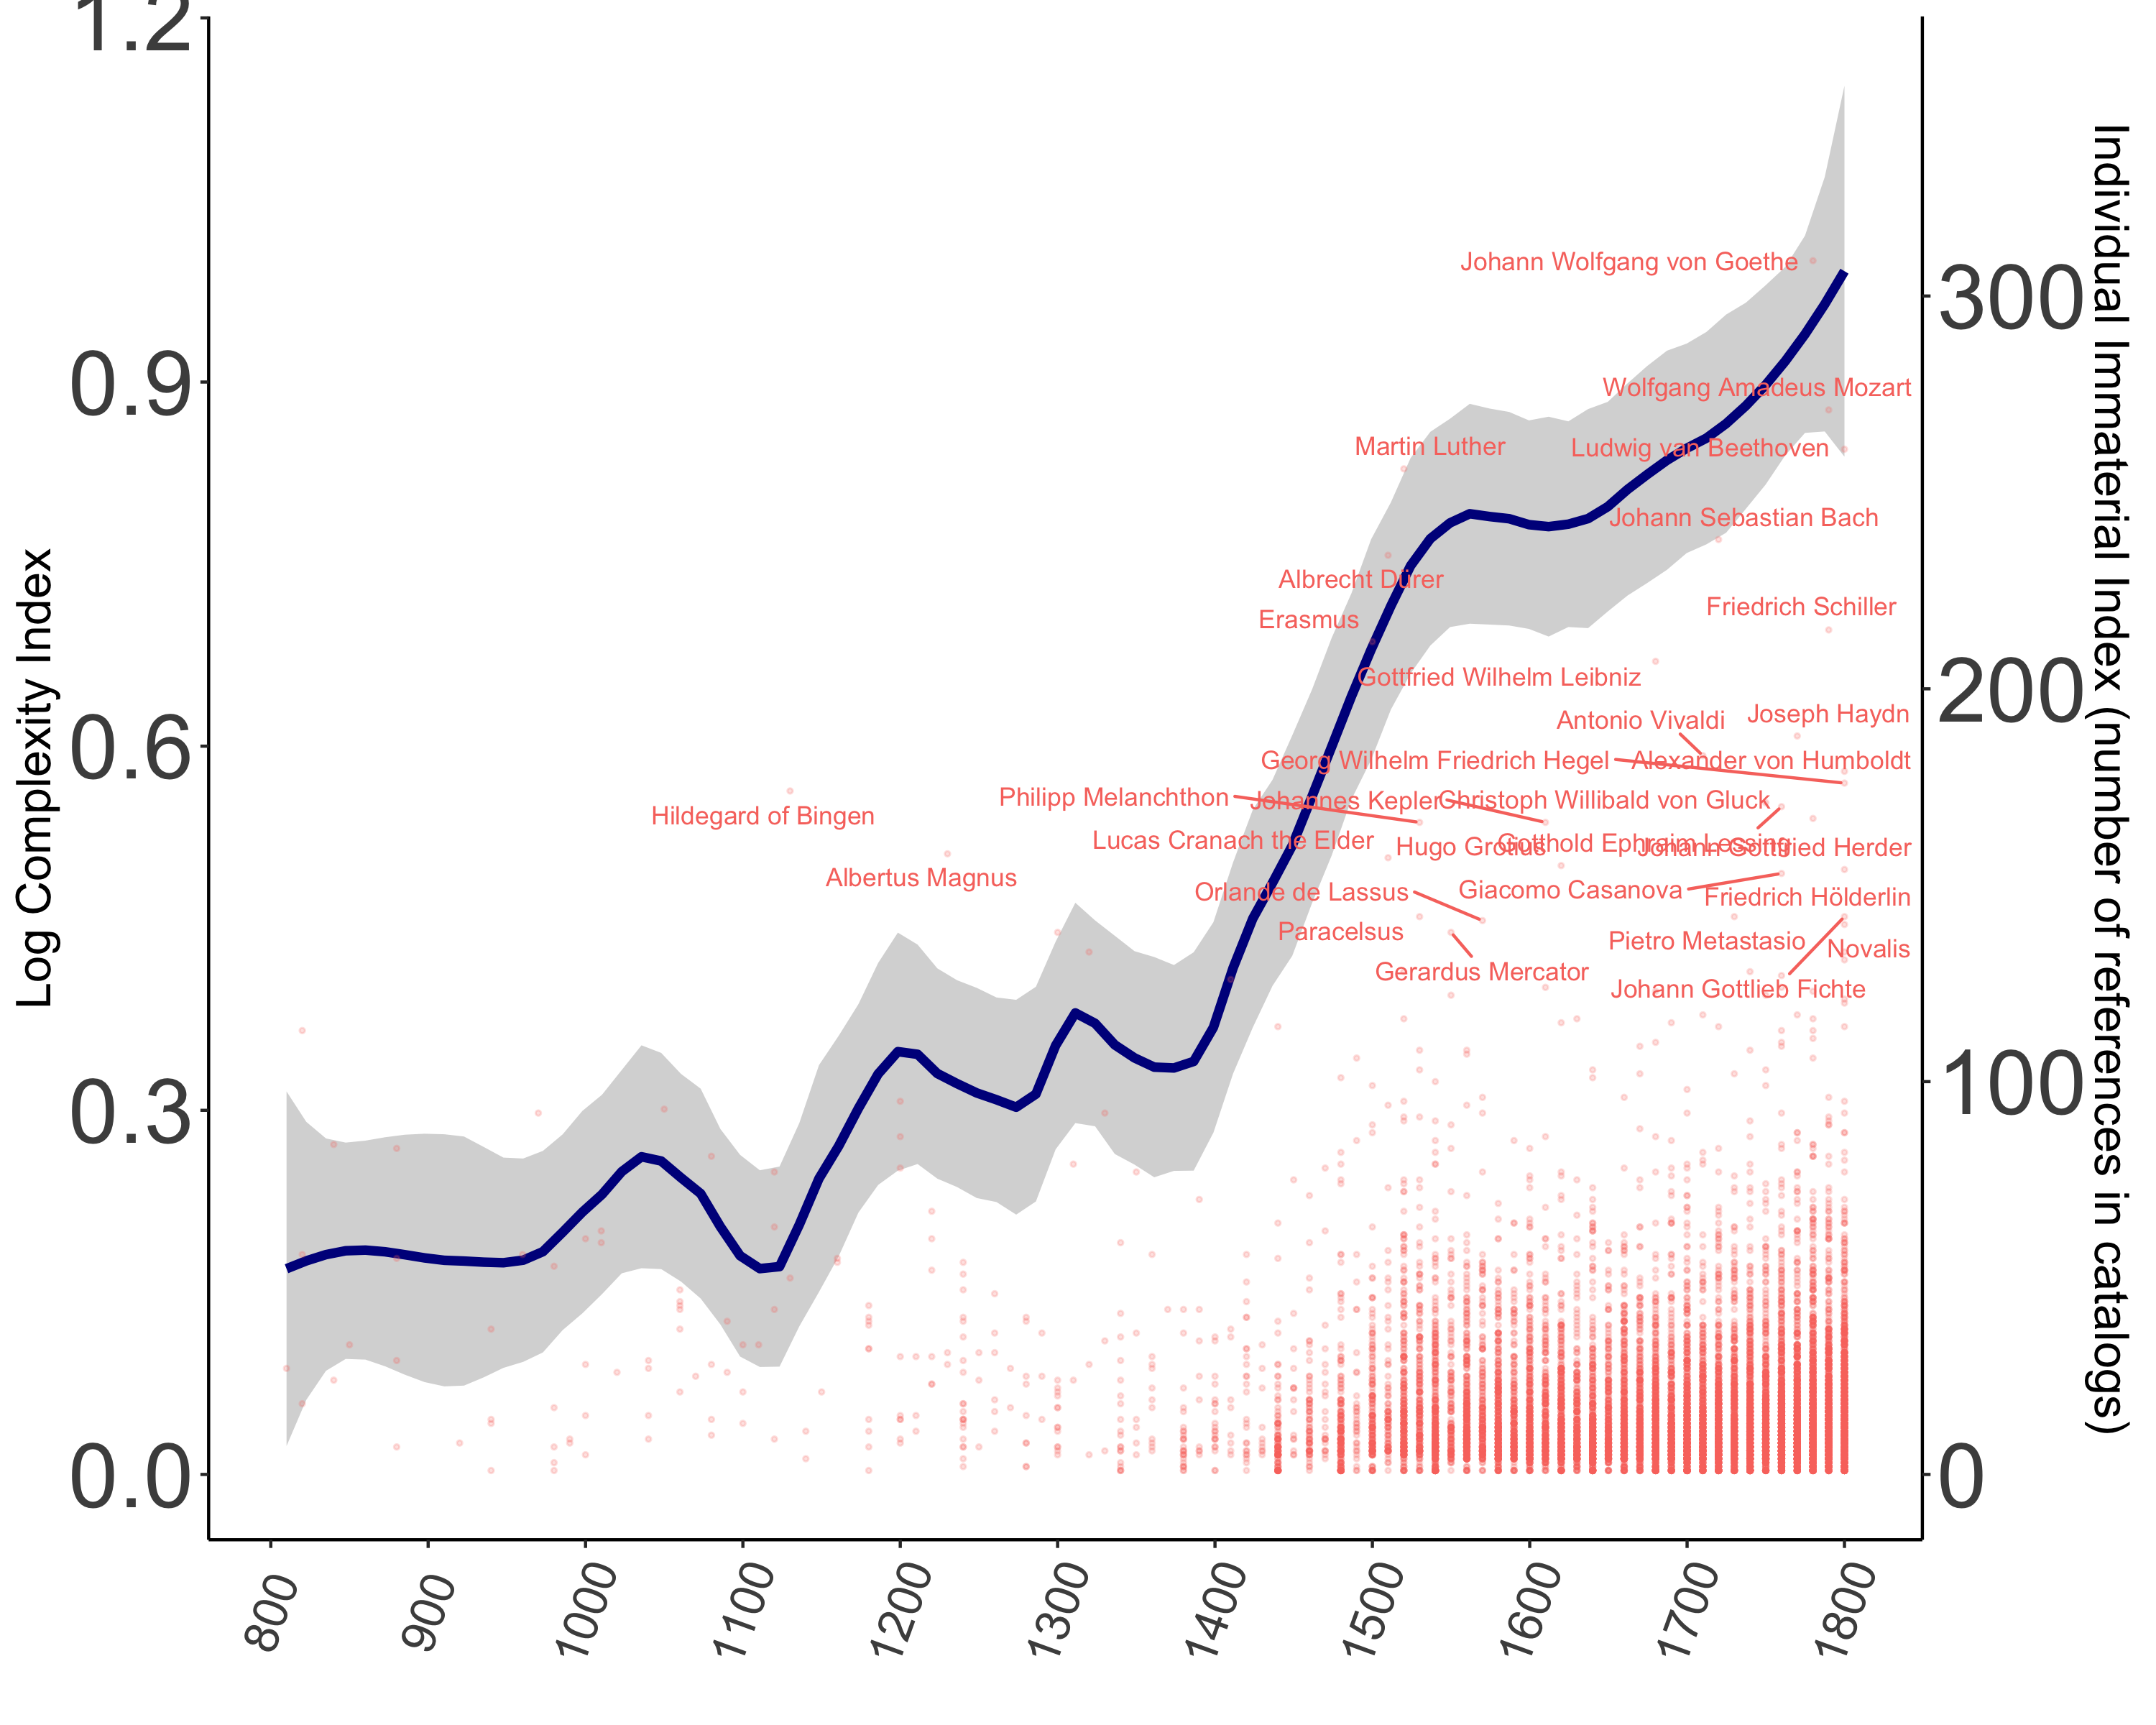 1.2
0.9
0.6
0.3
0.0
Log Complexity Index
Johann Wolfgang von Goethe
Wolfgang Amadeus Mozart
Martin Luther
Ludwig van Beethoven
Johann Sebastian Bach
Albrecht Dürer
Friedrich Schiller
Erasmus
Gottfried Wilhelm Leibniz
Antonio Vivaldi
Joseph Haydn
Georg Wilhelm Friedrich Hegel
Alexander von Humboldt
Philipp Melanchthon
Johannes Kepler
Christoph Willibald von Gluck
Hildegard of Bingen
Lucas Cranach the Elder
Hugo Grotius
Gotthold Ephraim Lessing
Johann Gottfried Herder
Albertus Magnus
Orlande de Lassus
Giacomo Casanova
Friedrich Hölderlin
Paracelsus
Pietro Metastasio
Novalis
Gerardus Mercator
Johann Gottlieb Fichte
300
200
100
0
Individual Immaterial Index (number of references in catalogs)
800
900
1000
1100
1200
1300
1400
1500
1600
1700
1800